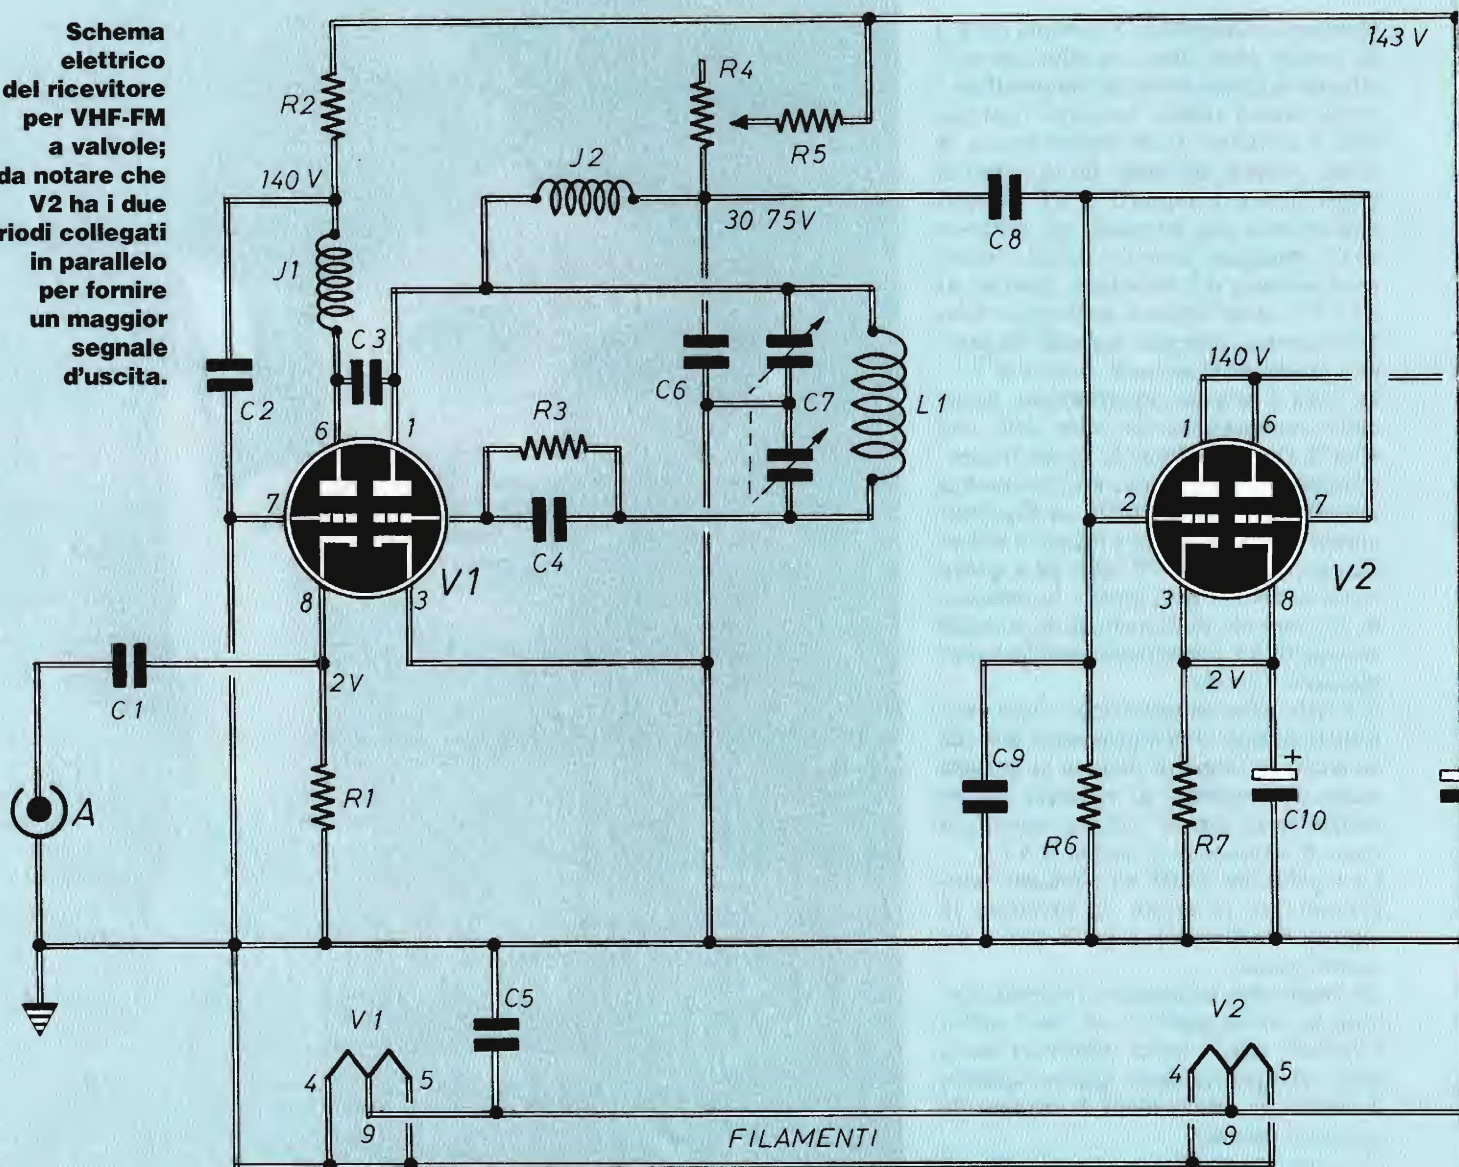 Schema
elettrico
del ricevitore
per VHF-FM
a valvole;
da notare che
V2 ha i due
riodi collegati
in parallelo
per fornire
un maggior
segnale
d'uscita.
143 V
R2
R4
R5
140 V
J2
30 75V
C8
J1
C3
C2
6
1
R3
C6
C7
L1
140 V
1
6
7
C4
V1
8
3
2
7
V2
3
8
C1
2V
2 V
A
R1
C9
R6
R7
+
C10
C5
V1
4
5
9
V2
4
5
9
FILAMENTI